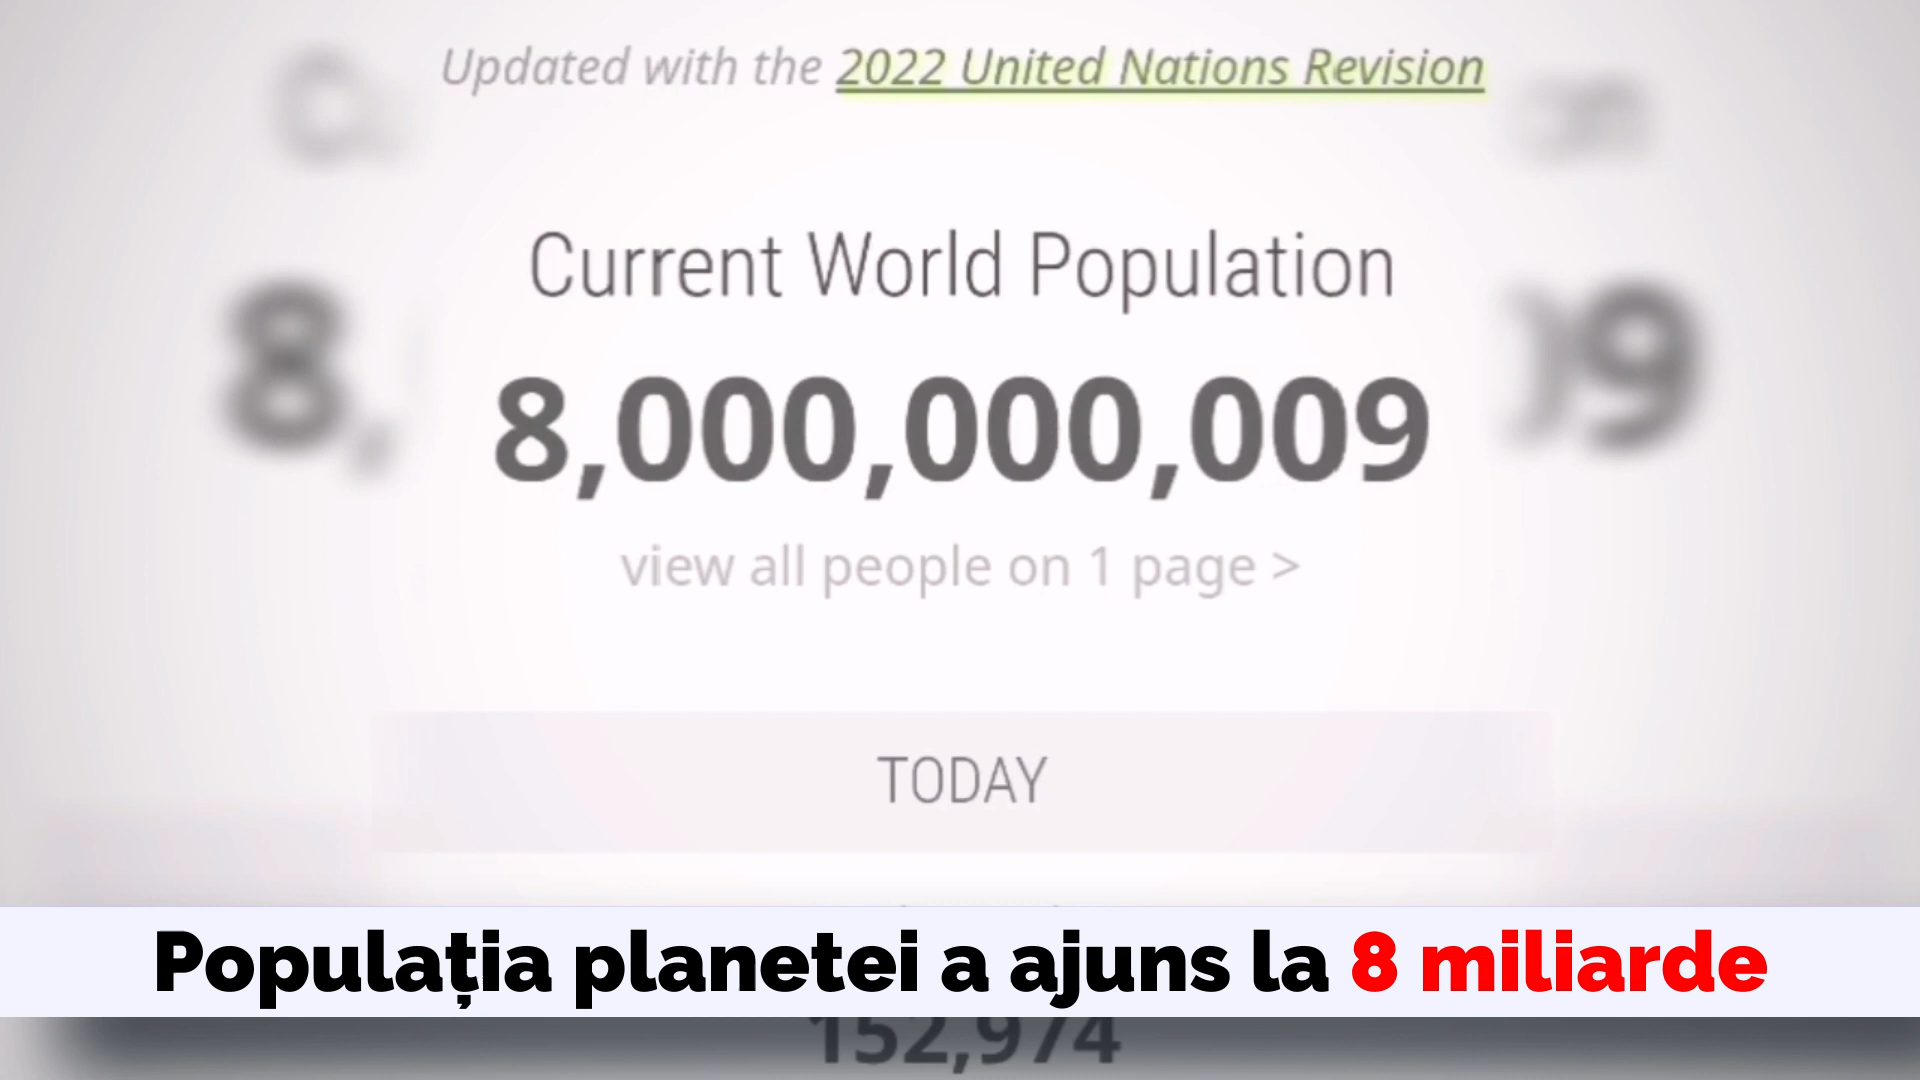 Updated with the 2022 United Nations Revision
Current World Population
8,000,000,009
view all people on 1 page >
TODAY
Populația planetei a ajuns la 8 miliarde
152,974